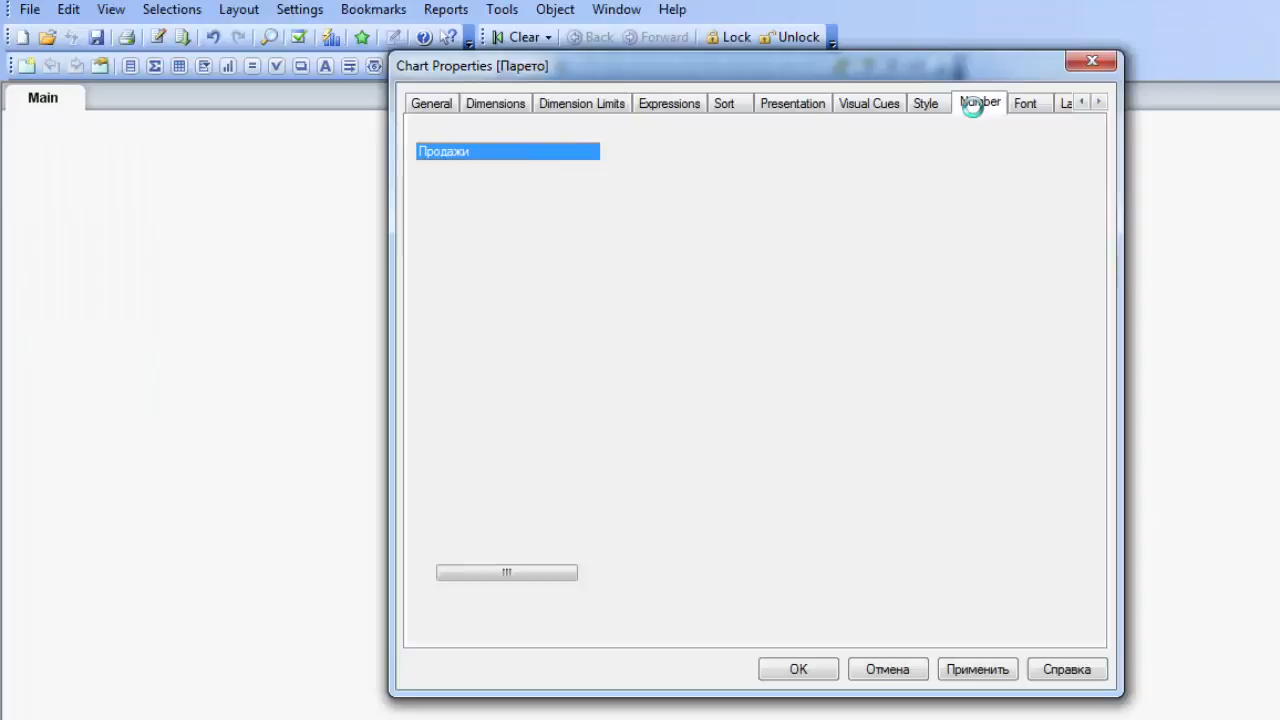 File Edit View Selections Layout Settings Bookmarks Reports Tools Object Window Help
Clear Back Forward Lock Unlock
Main
Chart Properties [Парето]
General Dimensions Dimension Limits Expressions Sort Presentation Visual Cues Style Number Font La
Продажи
OK Отмена Применить Справка